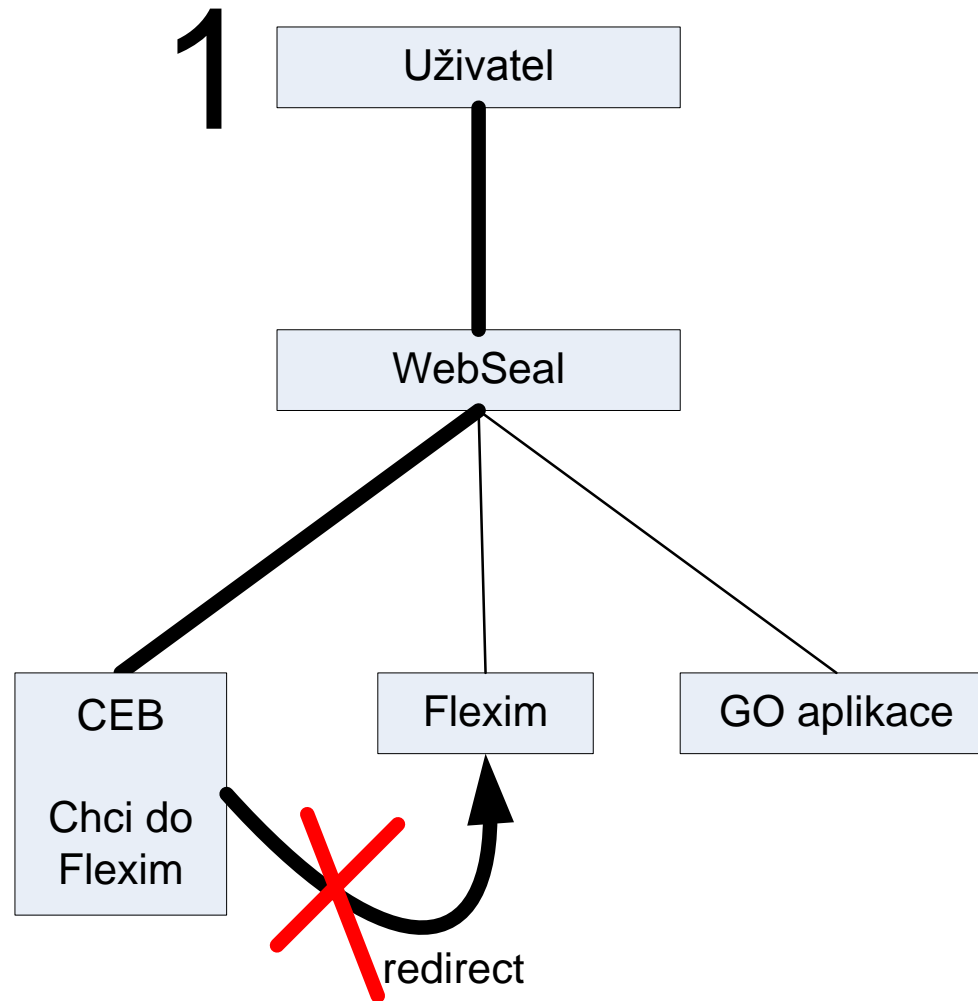 1
Uživatel
WebSeal
CEB
Chci do
Flexim
Flexim
GO aplikace
redirect